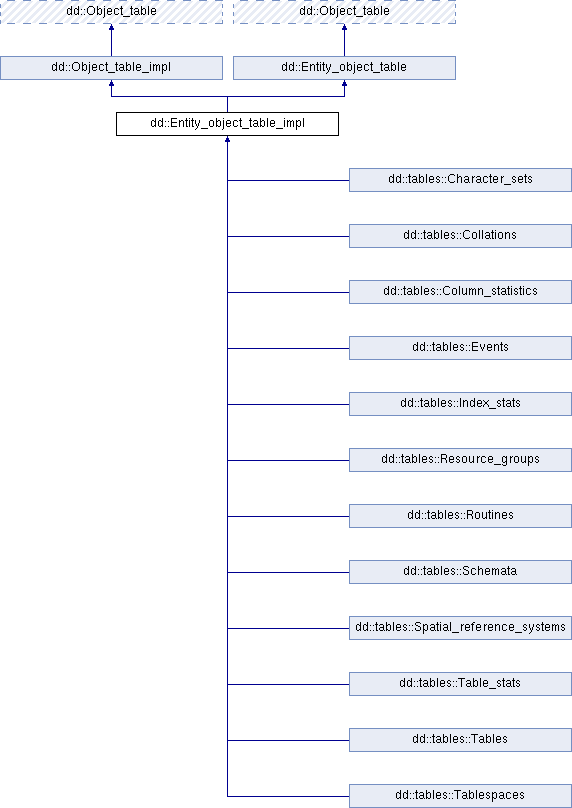 dd::Object_table
dd::Object_table
dd::Object_table_impl
dd::Entity_object_table
dd::Entity_object_table_impl
dd::tables::Character_sets
dd::tables::Collations
dd::tables::Column_statistics
dd::tables::Events
dd::tables::Index_stats
dd::tables::Resource_groups
dd::tables::Routines
dd::tables::Schemata
dd::tables::Spatial_reference_systems
dd::tables::Table_stats
dd::tables::Tables
dd::tables::Tablespaces